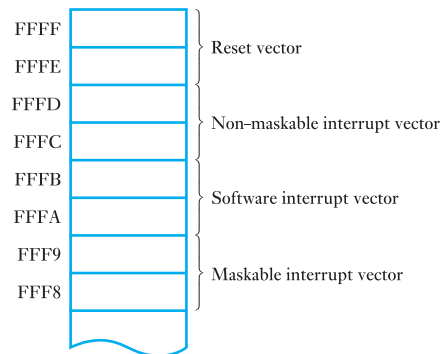 FFFF
Reset vector
FFFE
FFFD
Non–maskable interrupt vector
FFFC
FFFB
Software interrupt vector
FFFA
FFF9
Maskable interrupt vector
FFF8